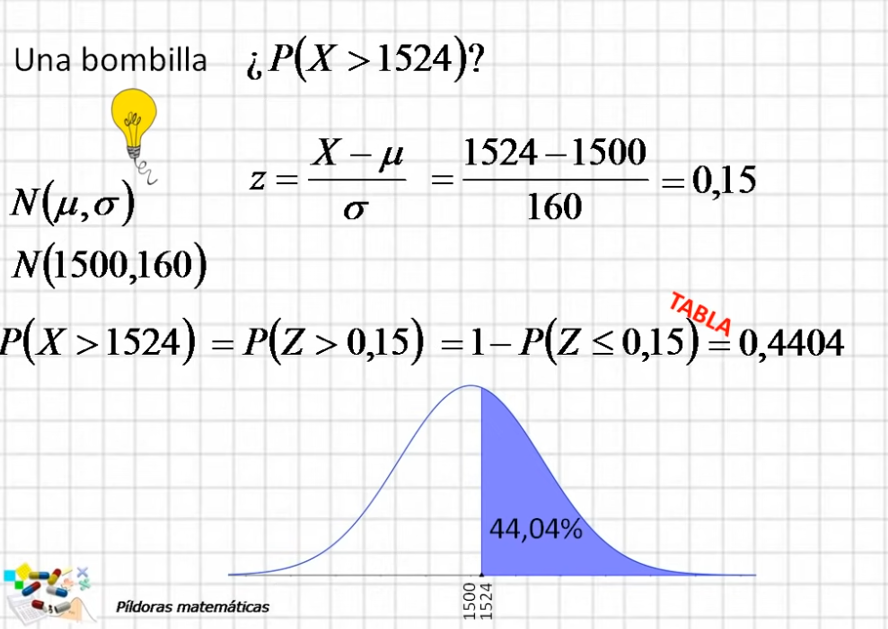 Una bombilla ¿P(X > 1524)?
z = (X − μ)/σ = (1524 − 1500)/160 = 0,15
N(μ,σ)
N(1500,160)
TABLA
P(X > 1524) = P(Z > 0,15) = 1 − P(Z ≤ 0,15) = 0,4404
44,04%
1500
1524
Píldoras matemáticas